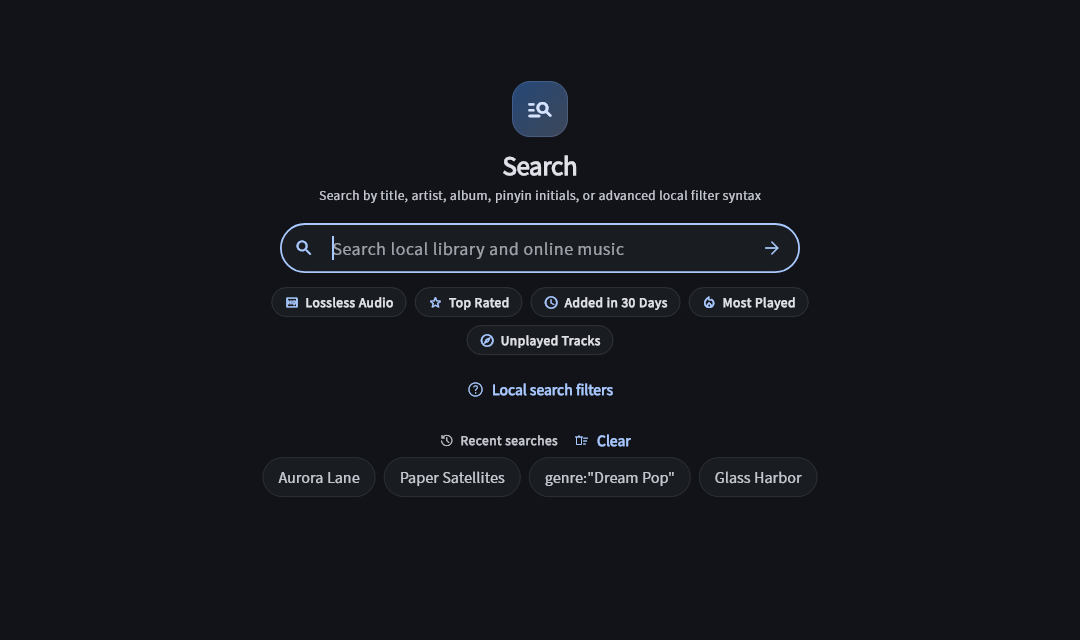 Search
Search by title, artist, album, pinyin initials, or advanced local filter syntax
Search local library and online music
Lossless Audio Top Rated Added in 30 Days Most Played
Unplayed Tracks
Local search filters
Recent searches Clear
Aurora Lane Paper Satellites genre:"Dream Pop" Glass Harbor